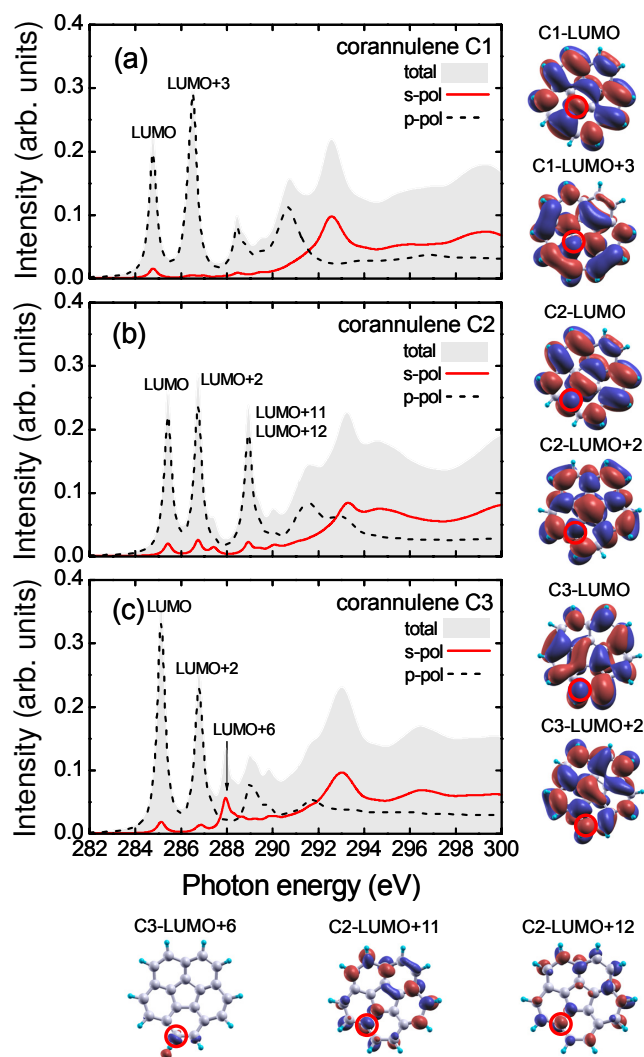 (a)
corannulene C1
total
s-pol
p-pol
LUMO
LUMO+3
Intensity (arb. units)
0.4
0.3
0.2
0.1
0.0
C1-LUMO
C1-LUMO+3
(b)
corannulene C2
total
s-pol
p-pol
LUMO
LUMO+2
LUMO+11
LUMO+12
Intensity (arb. units)
0.4
0.3
0.2
0.1
0.0
C2-LUMO
C2-LUMO+2
(c)
corannulene C3
total
s-pol
p-pol
LUMO
LUMO+2
LUMO+6
Intensity (arb. units)
0.4
0.3
0.2
0.1
0.0
C3-LUMO
C3-LUMO+2
282 284 286 288 290 292 294 296 298 300
Photon energy (eV)
C3-LUMO+6
C2-LUMO+11
C2-LUMO+12